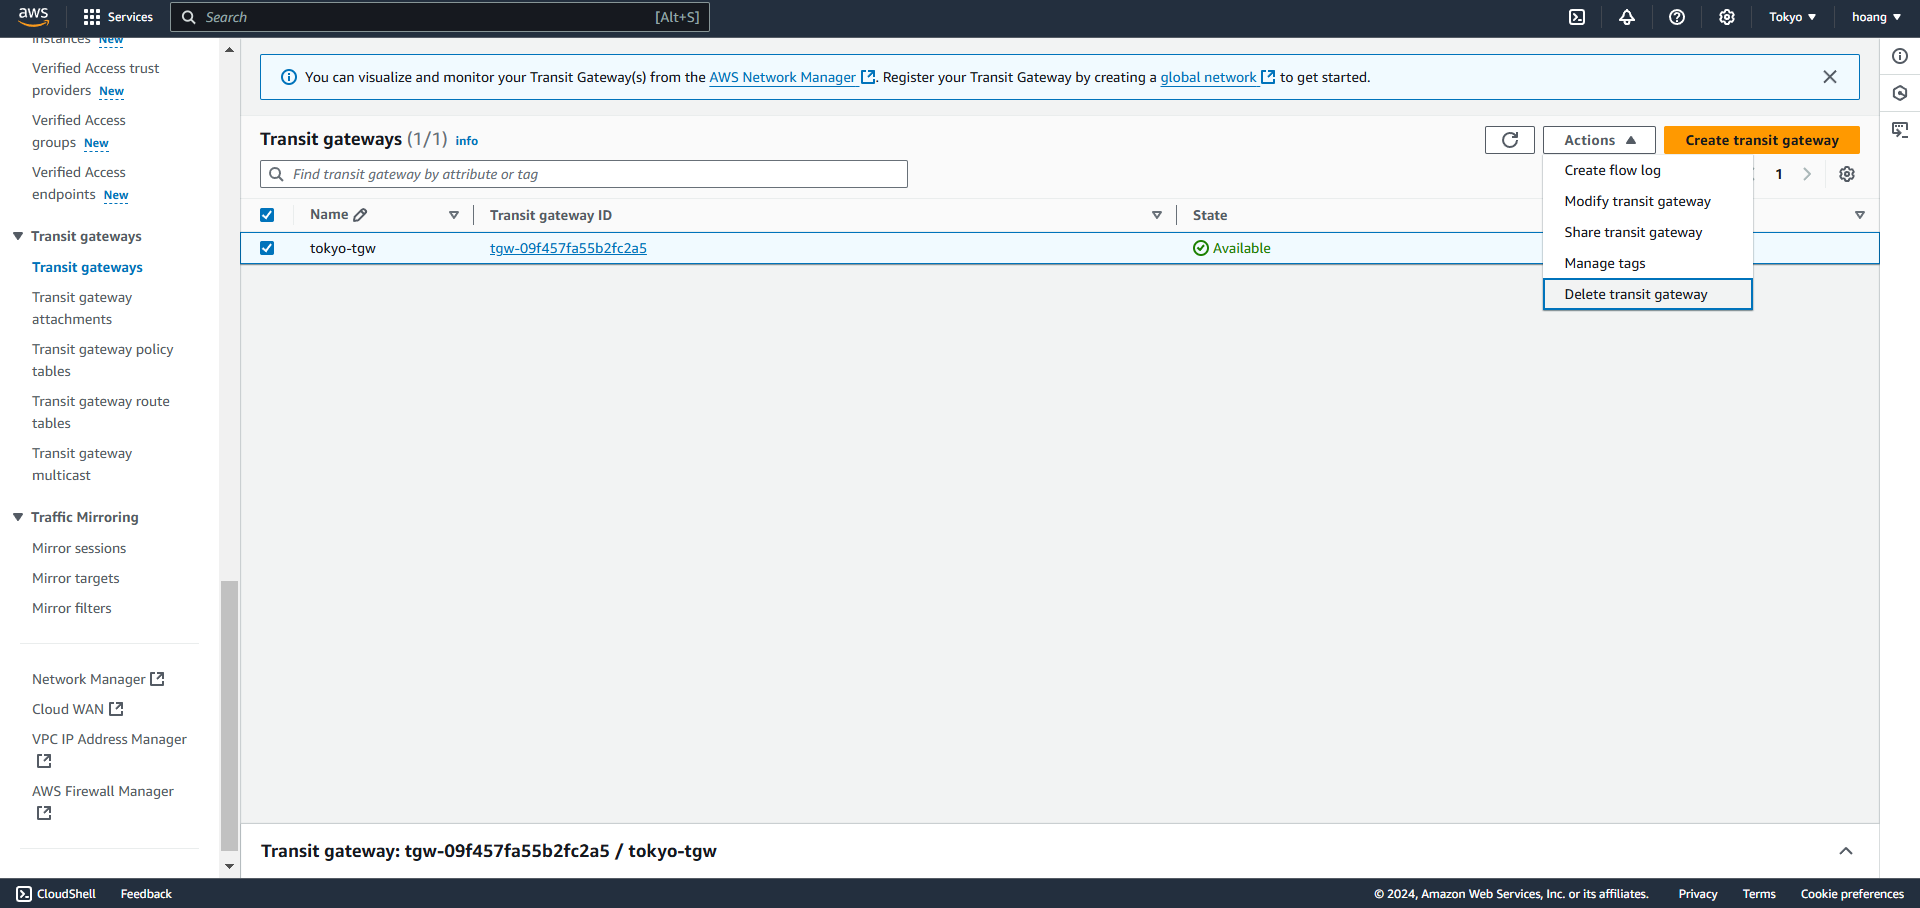 aws
Services
Search
[Alt+S]
Tokyo ▼
hoang ▼
instances New
Verified Access trust
providers New
Verified Access
groups New
Verified Access
endpoints New
▼ Transit gateways
Transit gateways
Transit gateway
attachments
Transit gateway policy
tables
Transit gateway route
tables
Transit gateway
multicast
▼ Traffic Mirroring
Mirror sessions
Mirror targets
Mirror filters
Network Manager
Cloud WAN
VPC IP Address Manager
AWS Firewall Manager
You can visualize and monitor your Transit Gateway(s) from the AWS Network Manager. Register your Transit Gateway by creating a global network to get started.
Transit gateways (1/1) info
Actions ▲
Create transit gateway
Find transit gateway by attribute or tag
1
Create flow log
Modify transit gateway
Share transit gateway
Manage tags
Delete transit gateway
Name
Transit gateway ID
State
tokyo-tgw
tgw-09f457fa55b2fc2a5
Available
Transit gateway: tgw-09f457fa55b2fc2a5 / tokyo-tgw
CloudShell
Feedback
© 2024, Amazon Web Services, Inc. or its affiliates.
Privacy
Terms
Cookie preferences